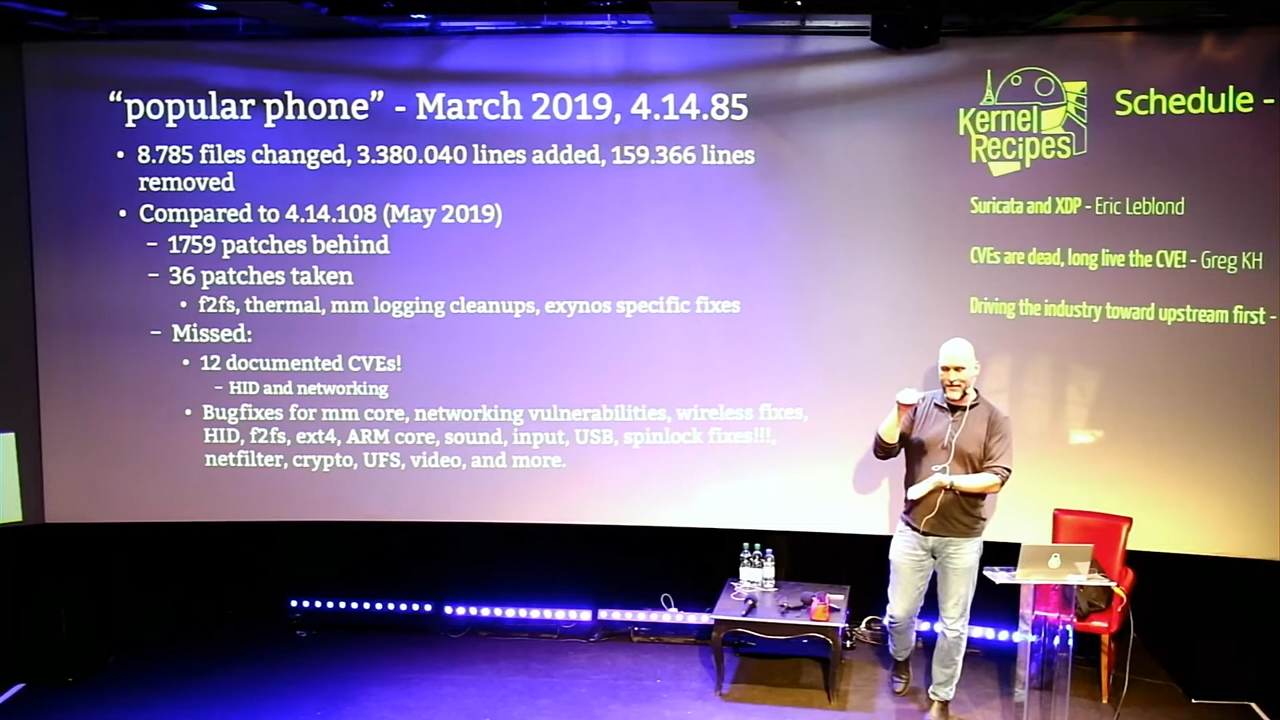 “popular phone” - March 2019, 4.14.85
• 8.785 files changed, 3.380.040 lines added, 159.366 lines
removed
• Compared to 4.14.108 (May 2019)
– 1759 patches behind
– 36 patches taken
• f2fs, thermal, mm logging cleanups, exynos specific fixes
– Missed:
• 12 documented CVEs!
– HID and networking
• Bugfixes for mm core, networking vulnerabilities, wireless fixes,
HID, f2fs, ext4, ARM core, sound, input, USB, spinlock fixes!!!,
netfilter, crypto, UFS, video, and more.
Kernel
Recipes
Schedule -
Suricata and XDP - Eric Leblond
CVEs are dead, long live the CVE! - Greg KH
Driving the industry toward upstream first -